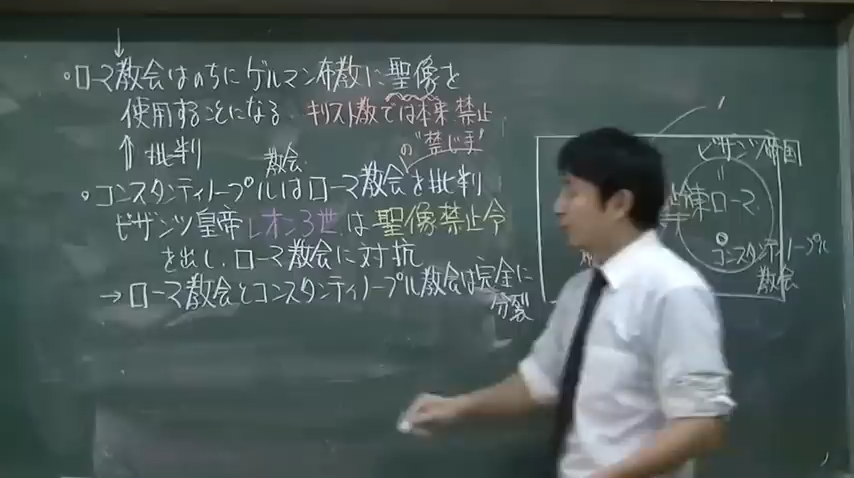 。ローマ教会はのちにゲルマン布教に聖像を
使用することになる。キリスト教では本来、禁止
の"禁じ手"
↑批判
教会
。コンスタンティノープルはローマ教会を批判
ビザンツ皇帝レオン3世は聖像禁止令
を出し、ローマ教会に対抗
→ローマ教会とコンスタンティノープル教会は完全に
分裂
ビザンツ帝国
"
東ローマ
コンスタンティノープル
教会